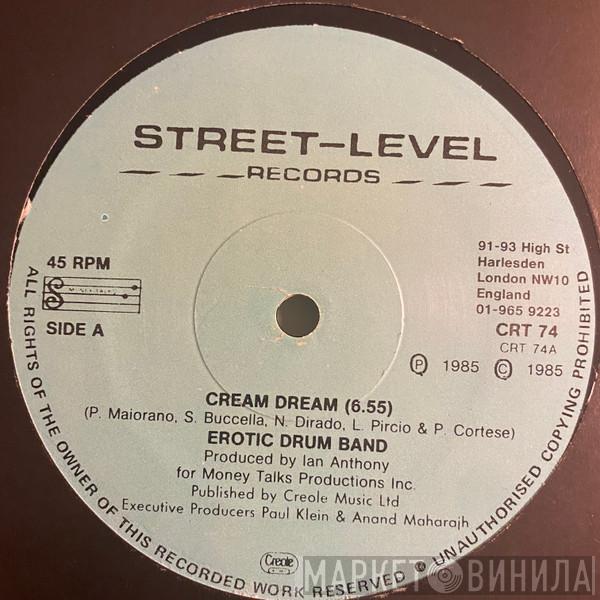 STREET-LEVEL
RECORDS
45 RPM
SIDE A
91-93 High St
Harlesden
London NW10
England
01-965 9223
CRT 74
CRT 74A
Ⓟ 1985 © 1985
CREAM DREAM (6.55)
(P. Maiorano, S. Buccella, N. Dirado, L. Pircio & P. Cortese)
EROTIC DRUM BAND
Produced by Ian Anthony
for Money Talks Productions Inc.
Published by Creole Music Ltd
Executive Producers Paul Klein & Anand Maharajh
Creole
ALL RIGHTS OF THE OWNER OF THIS RECORDED WORK RESERVED © UNAUTHORISED COPYING PROHIBITED
МАРКЕТ ВИНИЛА